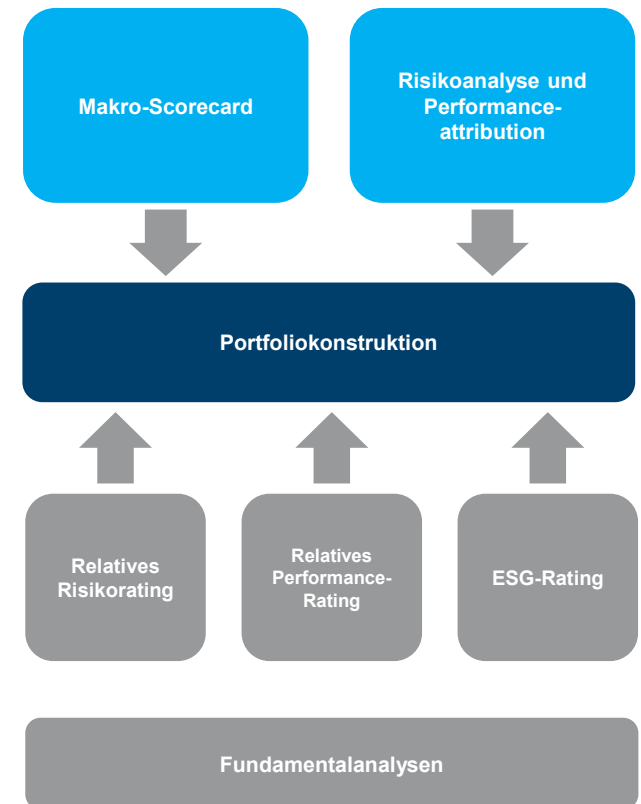 Makro-Scorecard
Risikoanalyse und
Performance-
attribution
Portfoliokonstruktion
Relatives
Risikorating
Relatives
Performance-
Rating
ESG-Rating
Fundamentalanalysen